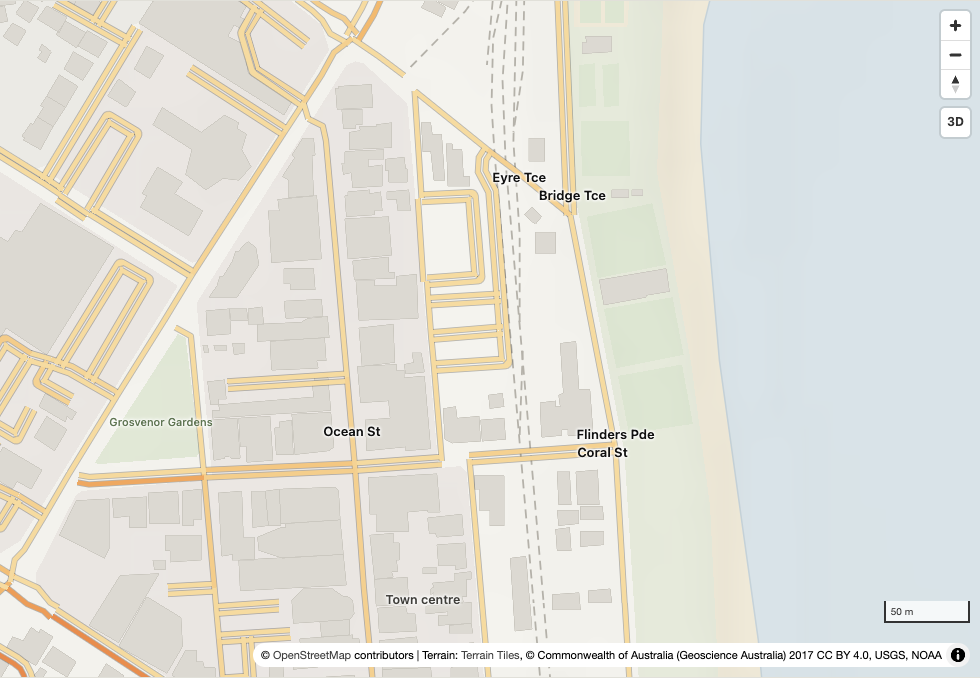 +
−
3D
Eyre Tce
Bridge Tce
Grosvenor Gardens
Ocean St
Flinders Pde
Coral St
Town centre
50 m
© OpenStreetMap contributors | Terrain: Terrain Tiles, © Commonwealth of Australia (Geoscience Australia) 2017 CC BY 4.0, USGS, NOAA